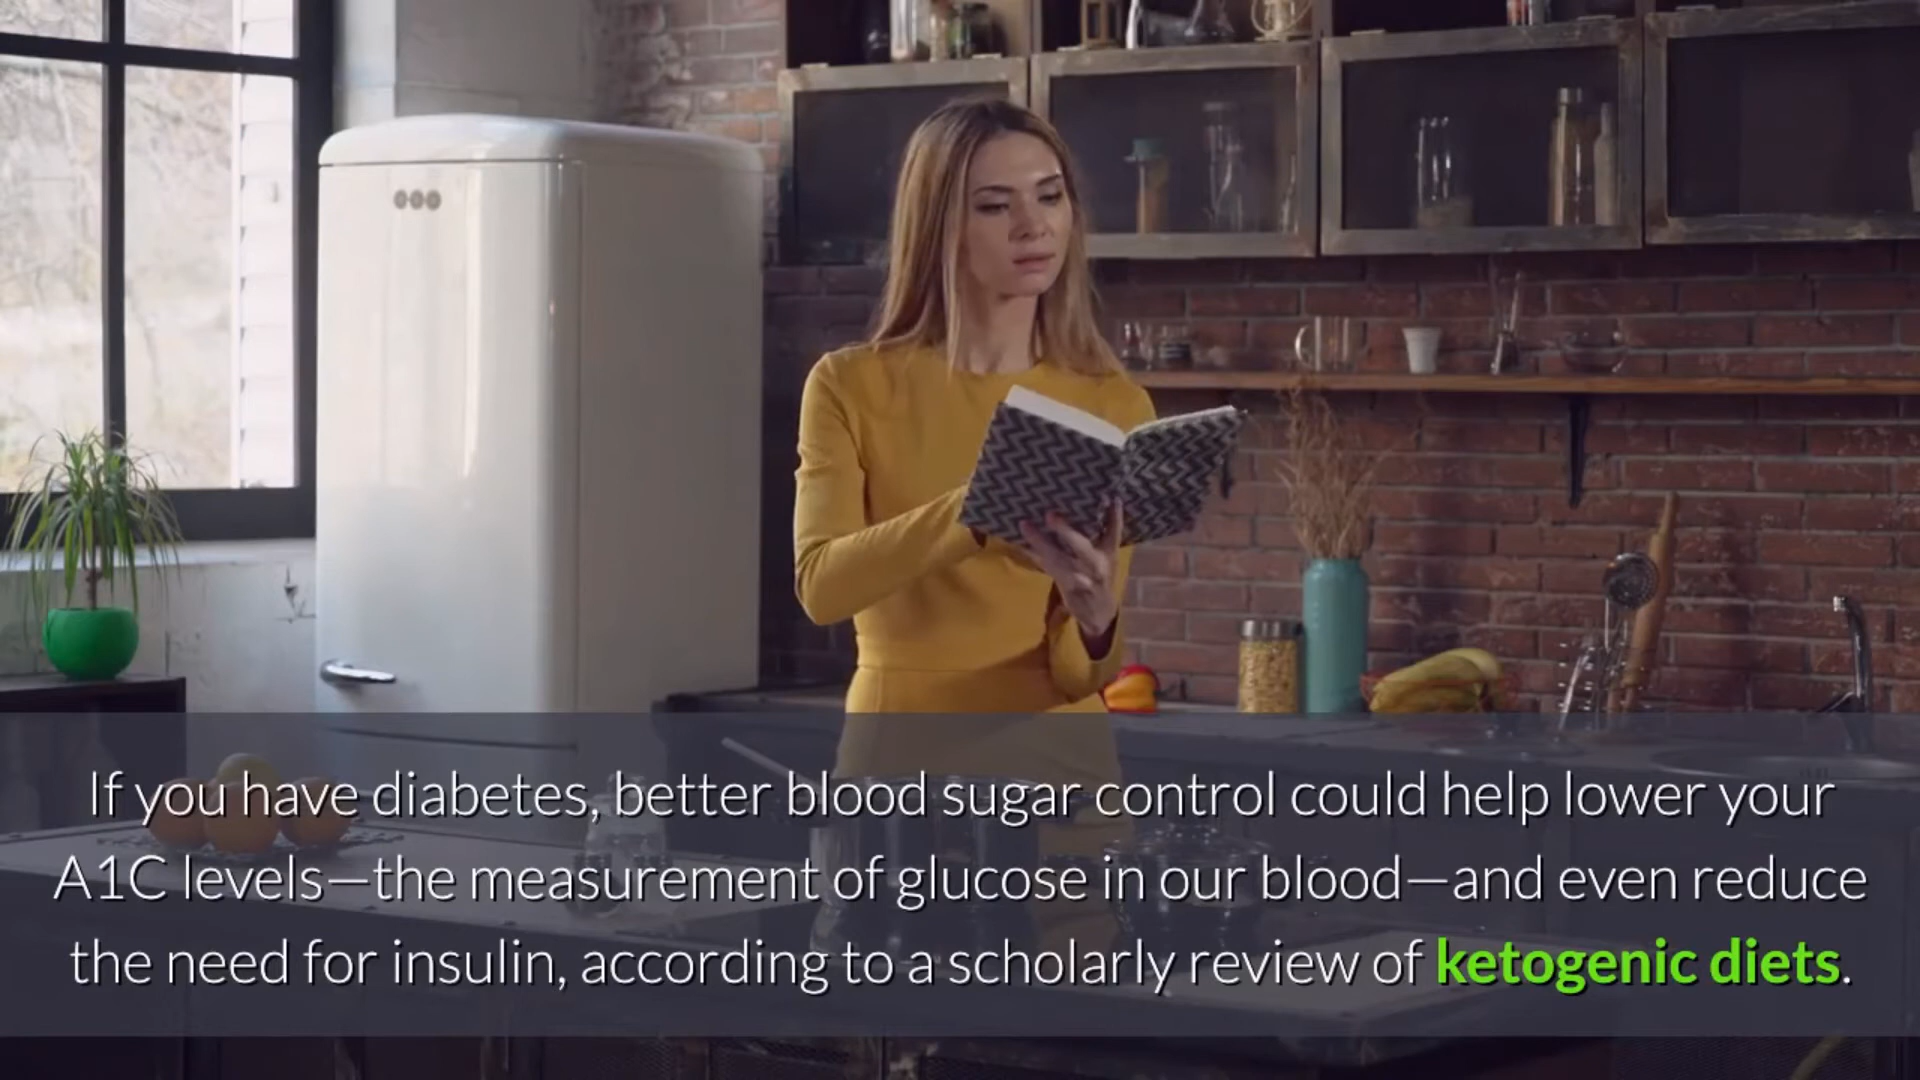 If you have diabetes, better blood sugar control could help lower your
A1C levels—the measurement of glucose in our blood—and even reduce
the need for insulin, according to a scholarly review of ketogenic diets.